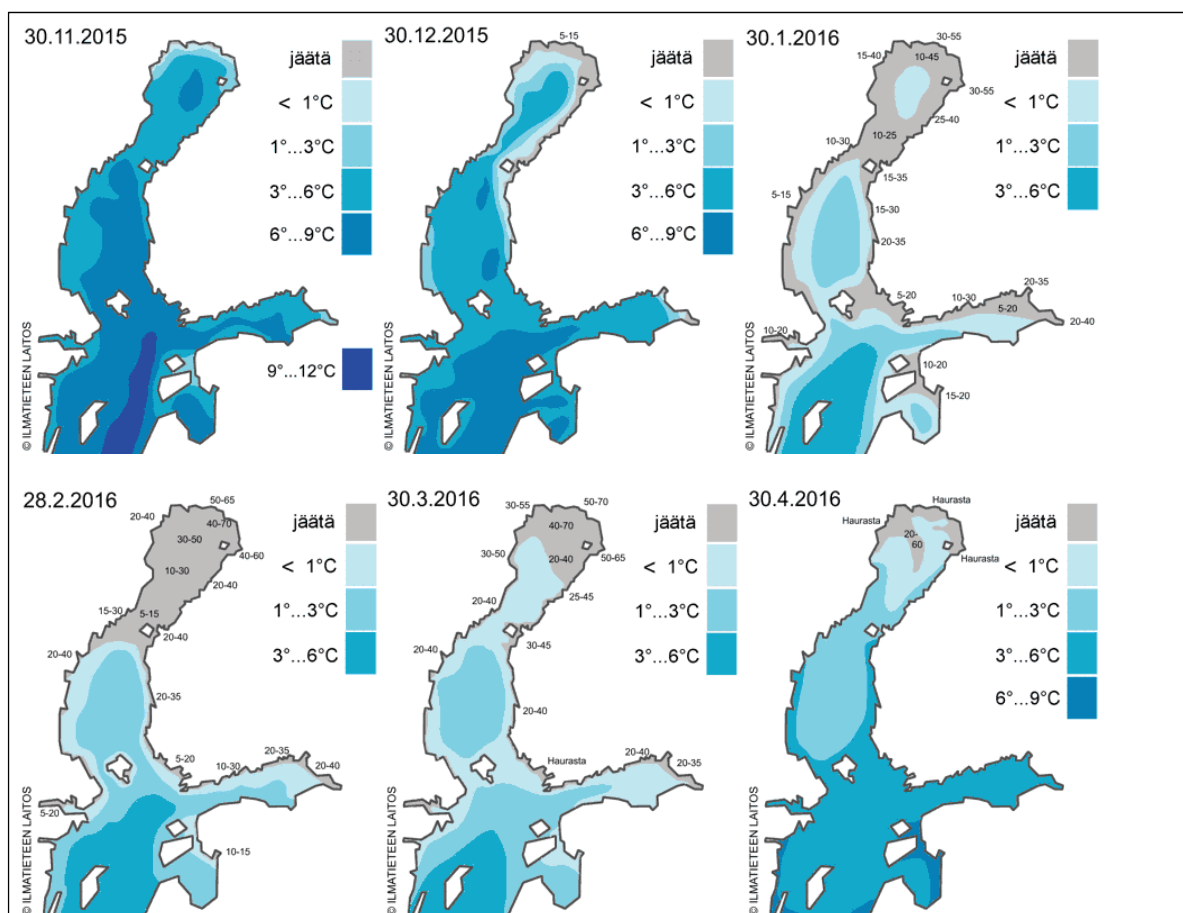 30.11.2015
jäätä
< 1°C
1°...3°C
3°...6°C
6°...9°C
9°...12°C
© ILMATIETEEN LAITOS
30.12.2015
5-15
jäätä
< 1°C
1°...3°C
3°...6°C
6°...9°C
© ILMATIETEEN LAITOS
30.1.2016
30-55
15-40
10-45
30-55
25-40
10-25
10-30
15-35
5-15
15-30
20-35
5-20
10-30
20-35
5-20
20-40
10-20
10-20
15-20
jäätä
< 1°C
1°...3°C
3°...6°C
© ILMATIETEEN LAITOS
28.2.2016
50-65
20-40
40-70
30-50
40-60
10-30
20-40
15-30
5-15
20-40
20-40
20-35
5-20
10-30
20-35
20-40
5-20
10-15
jäätä
< 1°C
1°...3°C
3°...6°C
© ILMATIETEEN LAITOS
30.3.2016
30-55
50-70
40-70
30-50
20-40
50-65
25-45
20-40
30-45
20-40
20-40
Haurasta
20-40
20-35
jäätä
< 1°C
1°...3°C
3°...6°C
© ILMATIETEEN LAITOS
30.4.2016
Haurasta
Haurasta
20-
60
Haurasta
jäätä
< 1°C
1°...3°C
3°...6°C
6°...9°C
© ILMATIETEEN LAITOS